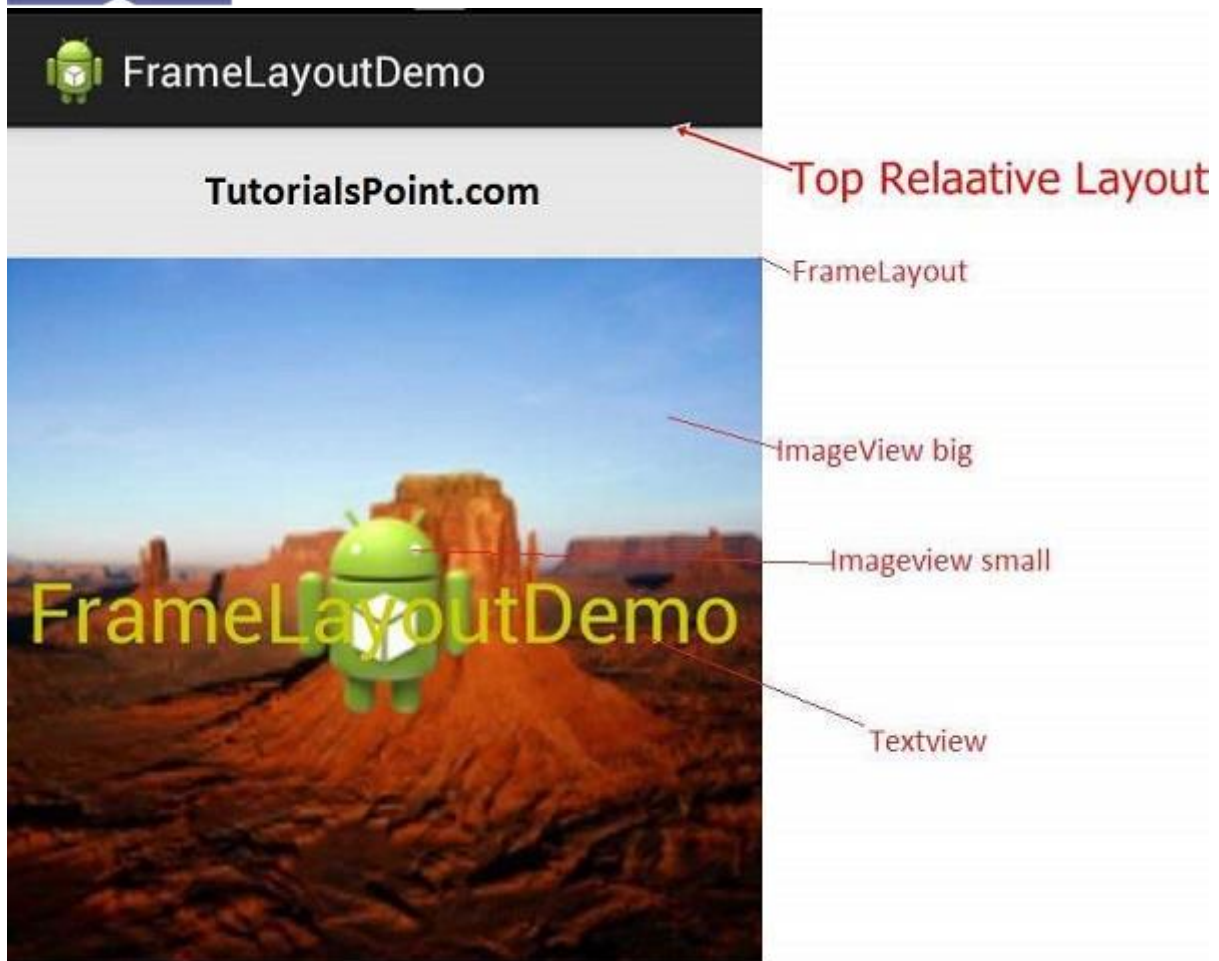 FrameLayoutDemo
Top Relaative Layout
TutorialsPoint.com
FrameLayout
ImageView big
Imageview small
FrameLayoutDemo
Textview